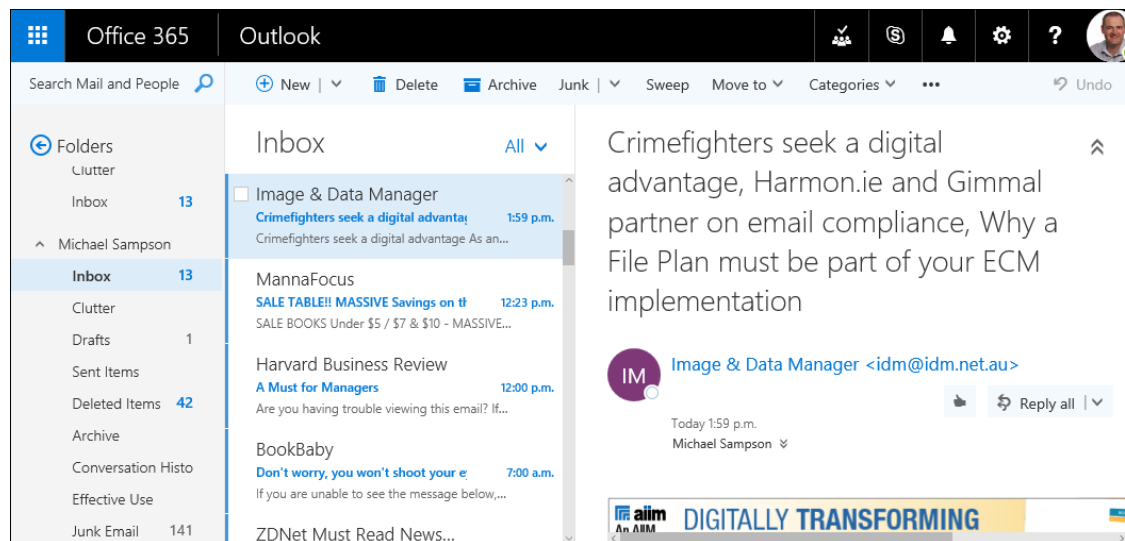 Office 365
Outlook
?
Search Mail and People
New
Delete
Archive
Junk
Sweep
Move to
Categories
•••
Undo
Folders
Clutter
Inbox 13
Michael Sampson
Inbox 13
Clutter
Drafts 1
Sent Items
Deleted Items 42
Archive
Conversation Histo
Effective Use
Junk Email 141
Inbox
All
Image & Data Manager
Crimefighters seek a digital advantag 1:59 p.m.
Crimefighters seek a digital advantage As an...
MannaFocus
SALE TABLE!! MASSIVE Savings on th 12:23 p.m.
SALE BOOKS Under $5 / $7 & $10 - MASSIVE...
Harvard Business Review
A Must for Managers 12:00 p.m.
Are you having trouble viewing this email? If...
BookBaby
Don't worry, you won't shoot your e 7:00 a.m.
If you are unable to see the message below,...
ZDNet Must Read News...
Crimefighters seek a digital
advantage, Harmon.ie and Gimmal
partner on email compliance, Why a
File Plan must be part of your ECM
implementation
IM
Image & Data Manager <idm@idm.net.au>
Reply all
Today 1:59 p.m.
Michael Sampson
aiim
An AIIM
DIGITALLY TRANSFORMING